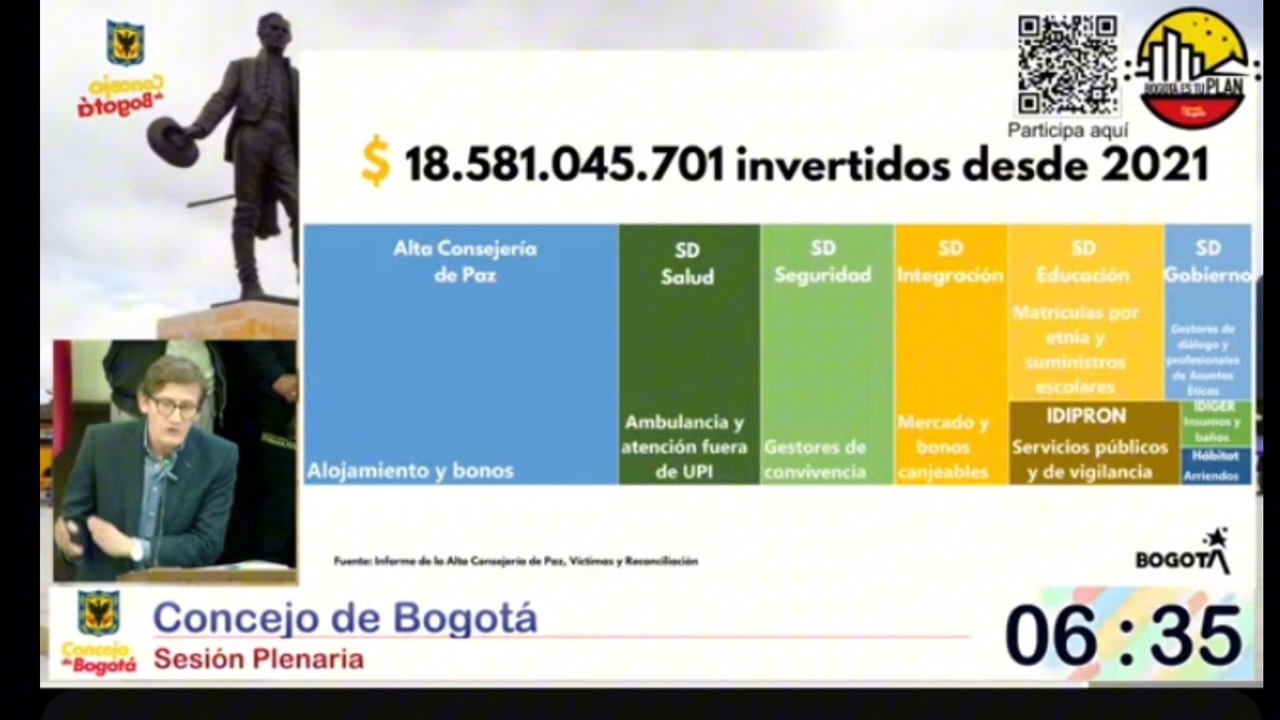 Concejo
de Bogotá
Participa aquí
BOGOTÁ ES TU PLAN
$ 18.581.045.701 invertidos desde 2021
Alta Consejería
de Paz
Alojamiento y bonos
SD
Salud
Ambulancia y
atención fuera
de UPI
SD
Seguridad
Gestores de
convivencia
SD
Integración
Mercado y
bonos
canjeables
SD
Educación
Matrículas por
etnia y
suministros
escolares
SD
Gobierno
Gestores de
diálogo y
profesionales
de Asuntos
Éticos
IDIPRON
Servicios públicos
y de vigilancia
IDIGER
Insumos y
baños
Hábitat
Arriendos
Fuente: Informe de la Alta Consejería de Paz, Víctimas y Reconciliación
BOGOTÁ
Concejo
de Bogotá
Concejo de Bogotá
Sesión Plenaria
06:35